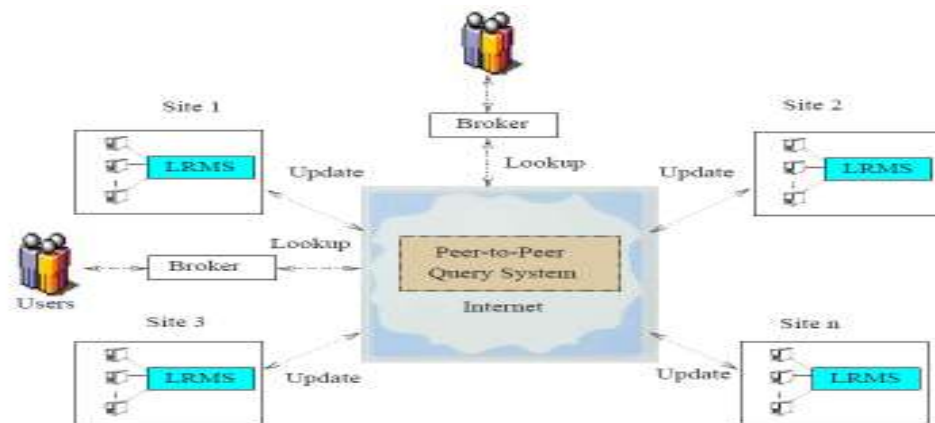 Site 1
Broker
Site 2
LRMS
Update
Lookup
Update
LRMS
Lookup
Peer-to-Peer
Query System
Broker
Users
Internet
Site 3
Site n
LRMS
Update
Update
LRMS